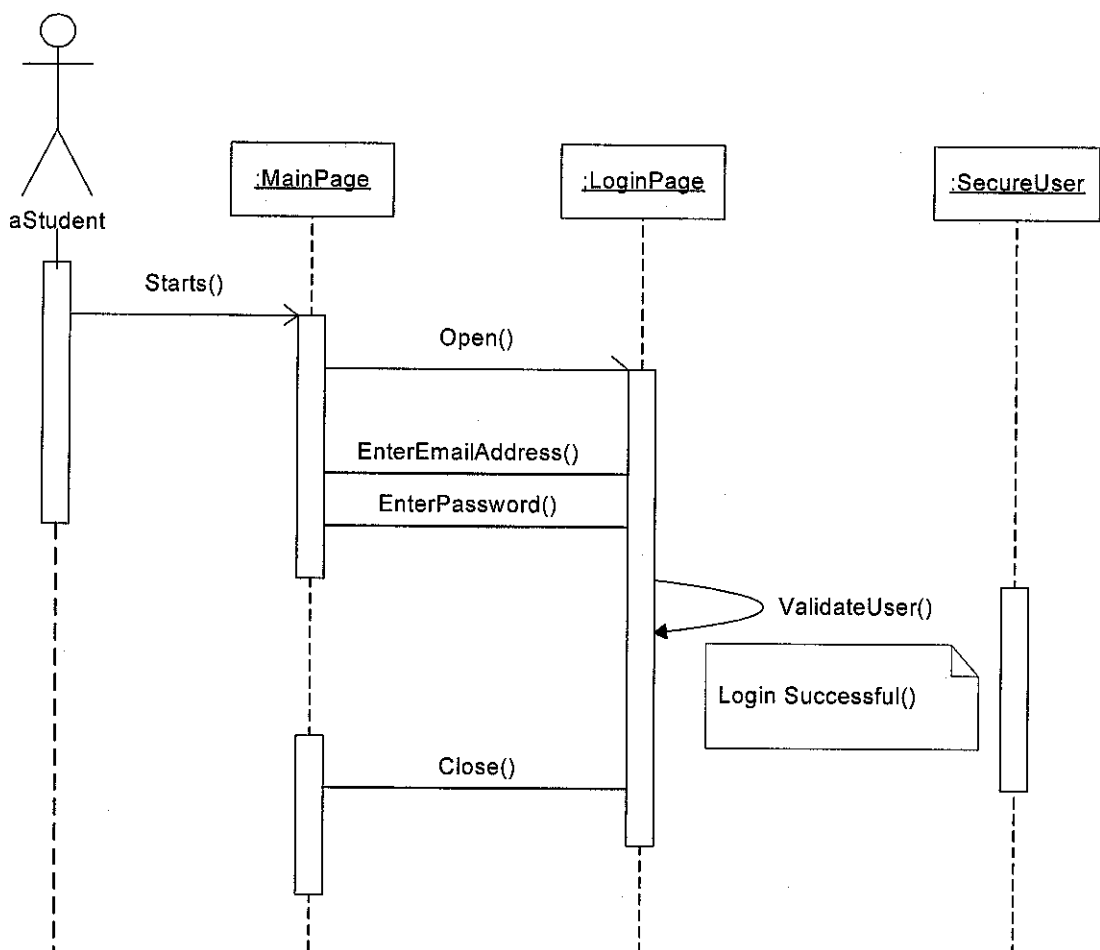 aStudent
:MainPage
:LoginPage
:SecureUser
Starts()
Open()
EnterEmailAddress()
EnterPassword()
ValidateUser()
Login Successful()
Close()